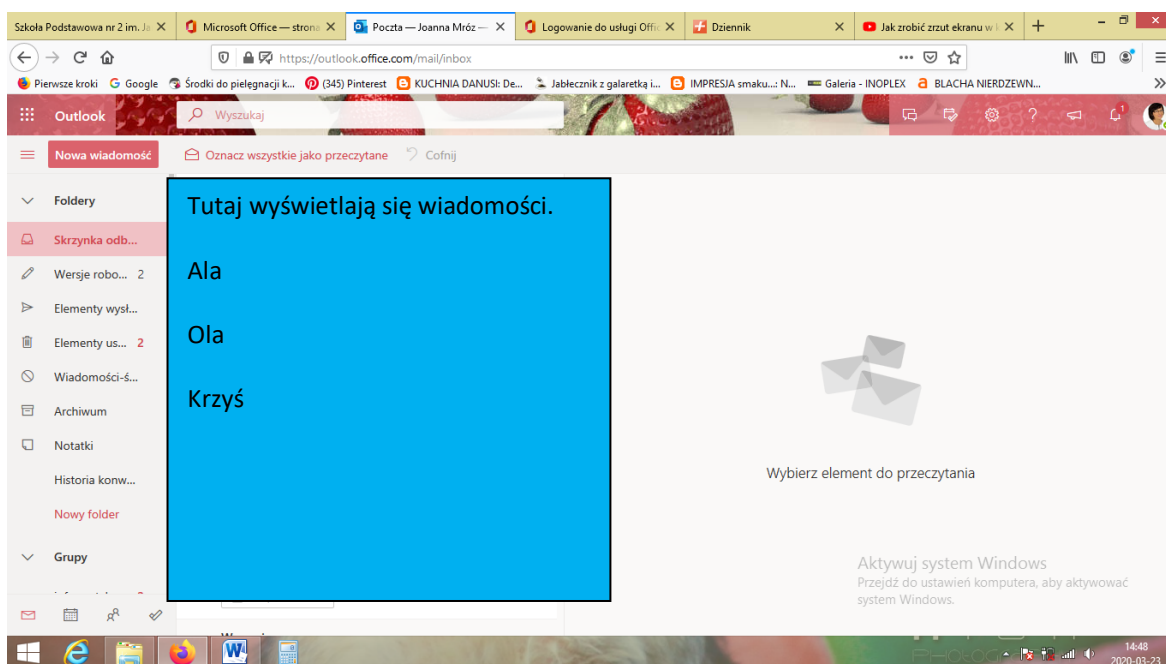 Szkoła Podstawowa nr 2 im. Ja
Microsoft Office — strona
Poczta — Joanna Mróz —
Logowanie do usługi Offic
Dziennik
Jak zrobić zrzut ekranu w
https://outlook.office.com/mail/inbox
Pierwsze kroki
Google
Środki do pielęgnacji k...
(345) Pinterest
KUCHNIA DANUSI: De...
Jabłecznik z galaretką i...
IMPRESJA smaku...: N...
Galeria - INOPLEX
BLACHA NIERDZEWN...
Outlook
Wyszukaj
1
Nowa wiadomość
Oznacz wszystkie jako przeczytane
Cofnij
Foldery
Skrzynka odb...
Wersje robo... 2
Elementy wysł...
Elementy us... 2
Wiadomości-ś...
Archiwum
Notatki
Historia konw...
Nowy folder
Grupy
Tutaj wyświetlają się wiadomości.
Ala
Ola
Krzyś
Wybierz element do przeczytania
Aktywuj system Windows
Przejdź do ustawień komputera, aby aktywować
system Windows.
14:48
2020-03-23